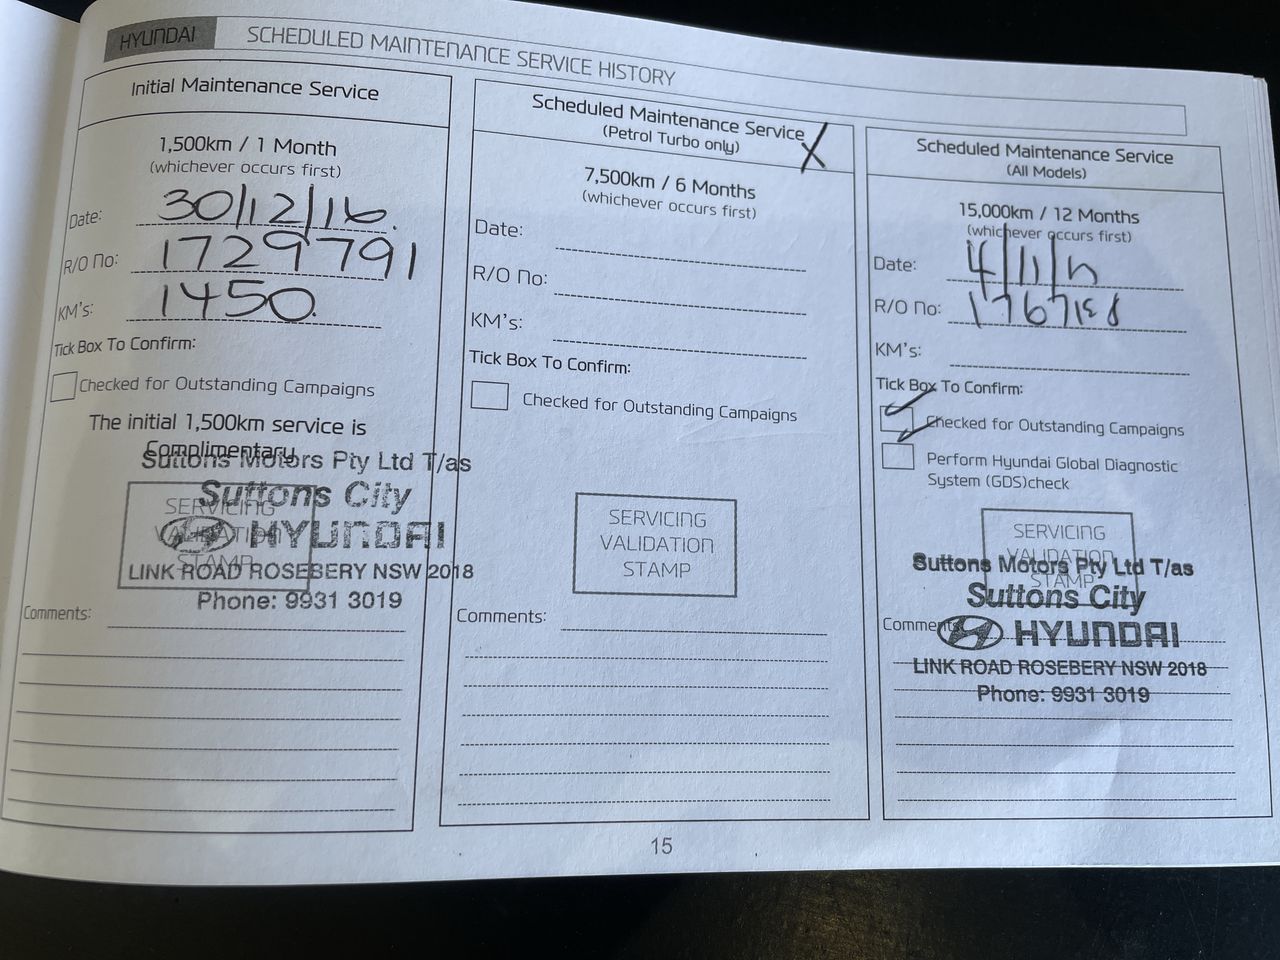 HYUNDAI
SCHEDULED MAINTENANCE SERVICE HISTORY
Initial Maintenance Service
1,500km / 1 Month
(whichever occurs first)
Date: 30/12/16.
R/O No: 1729791
KM's: 1450.
Tick Box To Confirm:
Checked for Outstanding Campaigns
The initial 1,500km service is
Complimentary
Suttons Motors Pty Ltd T/as
Suttons City
HYUNDAI
LINK ROAD ROSEBERY NSW 2018
Phone: 9931 3019
SERVICING
VALIDATION
STAMP
Comments:
Scheduled Maintenance Service X
(Petrol Turbo only)
7,500km / 6 Months
(whichever occurs first)
Date:
R/O No:
KM's:
Tick Box To Confirm:
Checked for Outstanding Campaigns
SERVICING
VALIDATION
STAMP
Comments:
Scheduled Maintenance Service
(All Models)
15,000km / 12 Months
(whichever occurs first)
Date:
R/O No:
KM's:
Tick Box To Confirm:
Checked for Outstanding Campaigns
Perform Hyundai Global Diagnostic
System (GDS)check
SERVICING
VALIDATION
STAMP
Suttons Motors Pty Ltd T/as
Suttons City
Comments:
HYUNDAI
LINK ROAD ROSEBERY NSW 2018
Phone: 9931 3019
15